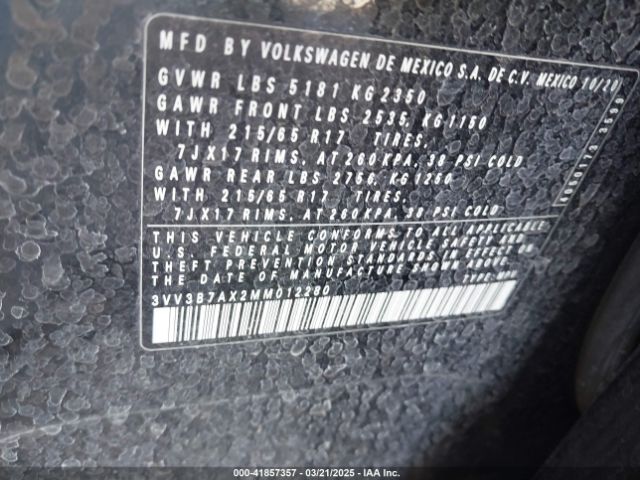 MFD BY VOLKSWAGEN DE MEXICO S.A. DE C.V. MEXICO 10/20
GVWR LBS 5181 KG 2350
GAWR FRONT LBS 2535, KG 1150
WITH 215/65 R17 TIRES,
7JX17 RIMS, AT 260 KPA, 38 PSI COLD
GAWR REAR LBS 2756, KG 1250
WITH 215/65 R17 TIRES,
7JX17 RIMS, AT 260 KPA, 38 PSI COLD
THIS VEHICLE CONFORMS TO ALL APPLICABLE
U.S. FEDERAL MOTOR VEHICLE SAFETY AND
THEFT PREVENTION STANDARDS IN EFFECT ON
THE DATE OF MANUFACTURE SHOWN ABOVE.
TYPE:
3VV3B7AX2MM012280
000-41857357 - 03/21/2025 - IAA Inc.